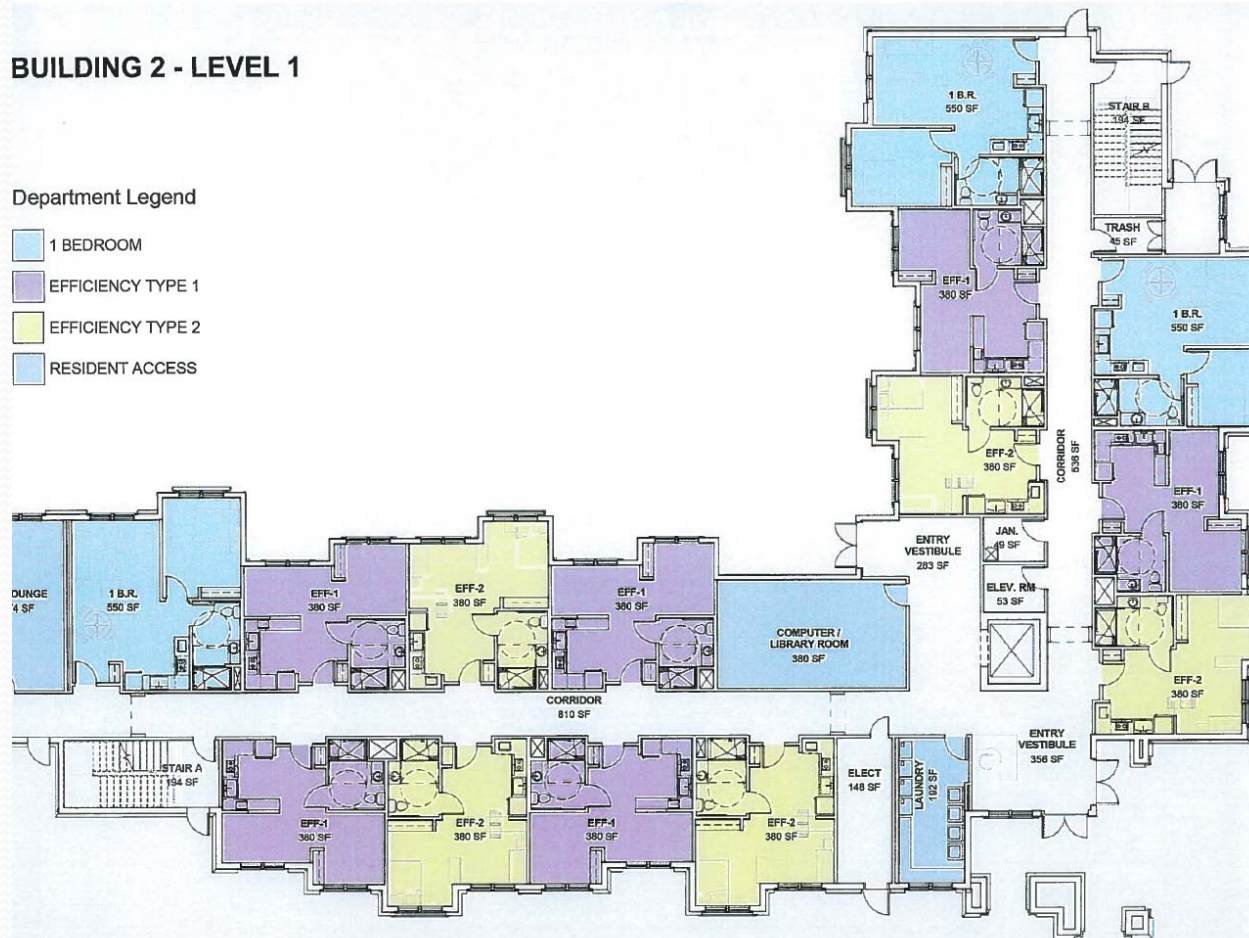 BUILDING 2 - LEVEL 1
Department Legend
1 BEDROOM
EFFICIENCY TYPE 1
EFFICIENCY TYPE 2
RESIDENT ACCESS
1 B.R.
550 SF
STAIR B
194 SF
TRASH
45 SF
EFF-1
380 SF
1 B.R.
550 SF
EFF-2
380 SF
CORRIDOR
536 SF
EFF-1
380 SF
ENTRY
VESTIBULE
283 SF
JAN.
49 SF
ELEV. RM
53 SF
OUNGE
4 SF
1 B.R.
550 SF
EFF-1
380 SF
EFF-2
380 SF
EFF-1
380 SF
COMPUTER /
LIBRARY ROOM
380 SF
EFF-2
380 SF
CORRIDOR
810 SF
ENTRY
VESTIBULE
356 SF
STAIR A
194 SF
ELECT
148 SF
LAUNDRY
192 SF
EFF-1
380 SF
EFF-2
380 SF
EFF-1
380 SF
EFF-2
380 SF